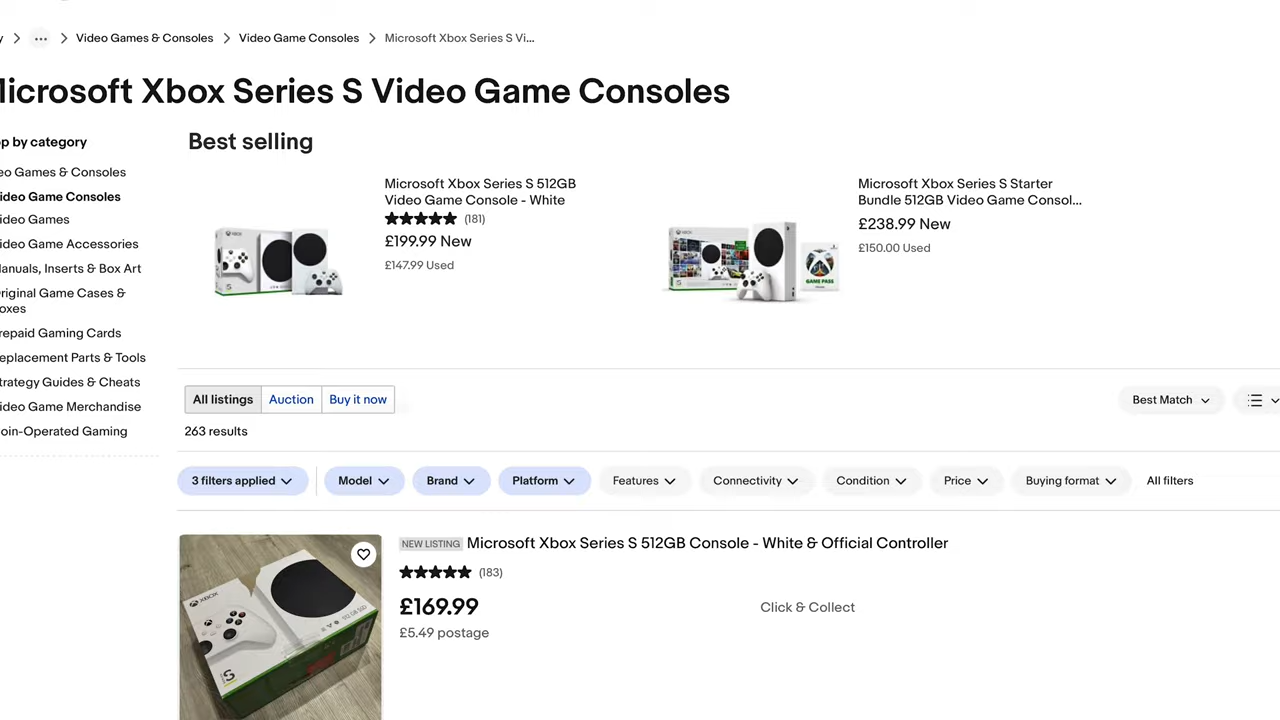 y > ... > Video Games & Consoles > Video Game Consoles > Microsoft Xbox Series S Vi...
licrosoft Xbox Series S Video Game Consoles
op by category
eo Games & Consoles
ideo Game Consoles
ideo Games
ideo Game Accessories
lanuals, Inserts & Box Art
riginal Game Cases &
oxes
repaid Gaming Cards
eplacement Parts & Tools
trategy Guides & Cheats
ideo Game Merchandise
oin-Operated Gaming
Best selling
Microsoft Xbox Series S 512GB
Video Game Console - White
(181)
£199.99 New
£147.99 Used
Microsoft Xbox Series S Starter
Bundle 512GB Video Game Consol...
£238.99 New
£150.00 Used
XBOX
GAME PASS
All listings
Auction
Buy it now
Best Match
263 results
3 filters applied
Model
Brand
Platform
Features
Connectivity
Condition
Price
Buying format
All filters
NEW LISTING Microsoft Xbox Series S 512GB Console - White & Official Controller
(183)
£169.99
£5.49 postage
Click & Collect
XBOX
S